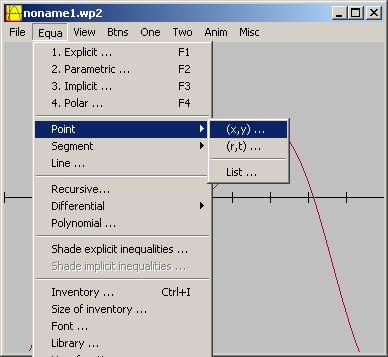 noname1.wp2
File Equa View Btns One Two Anim Misc
1. Explicit ... F1
2. Parametric ... F2
3. Implicit ... F3
4. Polar ... F4
Point
(x,y) ...
Segment
(r,t) ...
Line ...
List ...
Recursive...
Differential
Polynomial ...
Shade explicit inequalities ...
Shade implicit inequalities ...
Inventory ... Ctrl+I
Size of inventory ...
Font ...
Library ...